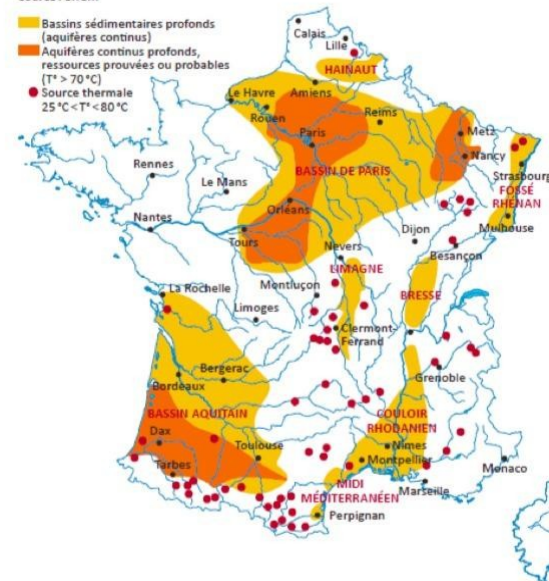 Bassins sédimentaires profonds
(aquifères continus)
Aquifères continus profonds,
ressources prouvées ou probables
(T° > 70 °C)
Source thermale
25 °C < T° < 80 °C
Calais
Lille
HAINAUT
Amiens
Le Havre
Rouen
Reims
Paris
Metz
Nancy
BASSIN DE PARIS
Strasbourg
FOSSÉ
RHÉNAN
Rennes
Le Mans
Orléans
Mulhouse
Nantes
Tours
Dijon
Besançon
Nevers
LIMAGNE
BRESSE
La Rochelle
Montluçon
Limoges
Clermont-
Ferrand
Bergerac
Bordeaux
Grenoble
BASSIN AQUITAIN
COULOIR
RHODANIEN
Dax
Toulouse
Nîmes
Montpellier
Tarbes
Marseille
Monaco
MIDI
MÉDITERRANÉEN
Perpignan